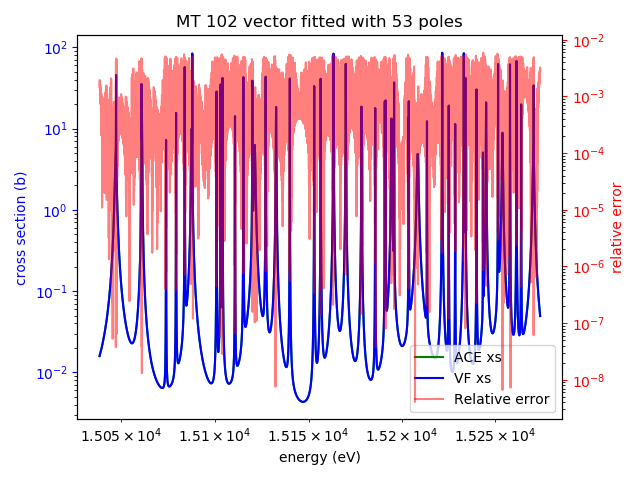 MT 102 vector fitted with 53 poles
cross section (b)
10²
10¹
10⁰
10⁻¹
10⁻²
relative error
10⁻²
10⁻³
10⁻⁴
10⁻⁵
10⁻⁶
10⁻⁷
10⁻⁸
ACE xs
VF xs
Relative error
1.505 × 10⁴ 1.51 × 10⁴ 1.515 × 10⁴ 1.52 × 10⁴ 1.525 × 10⁴
energy (eV)